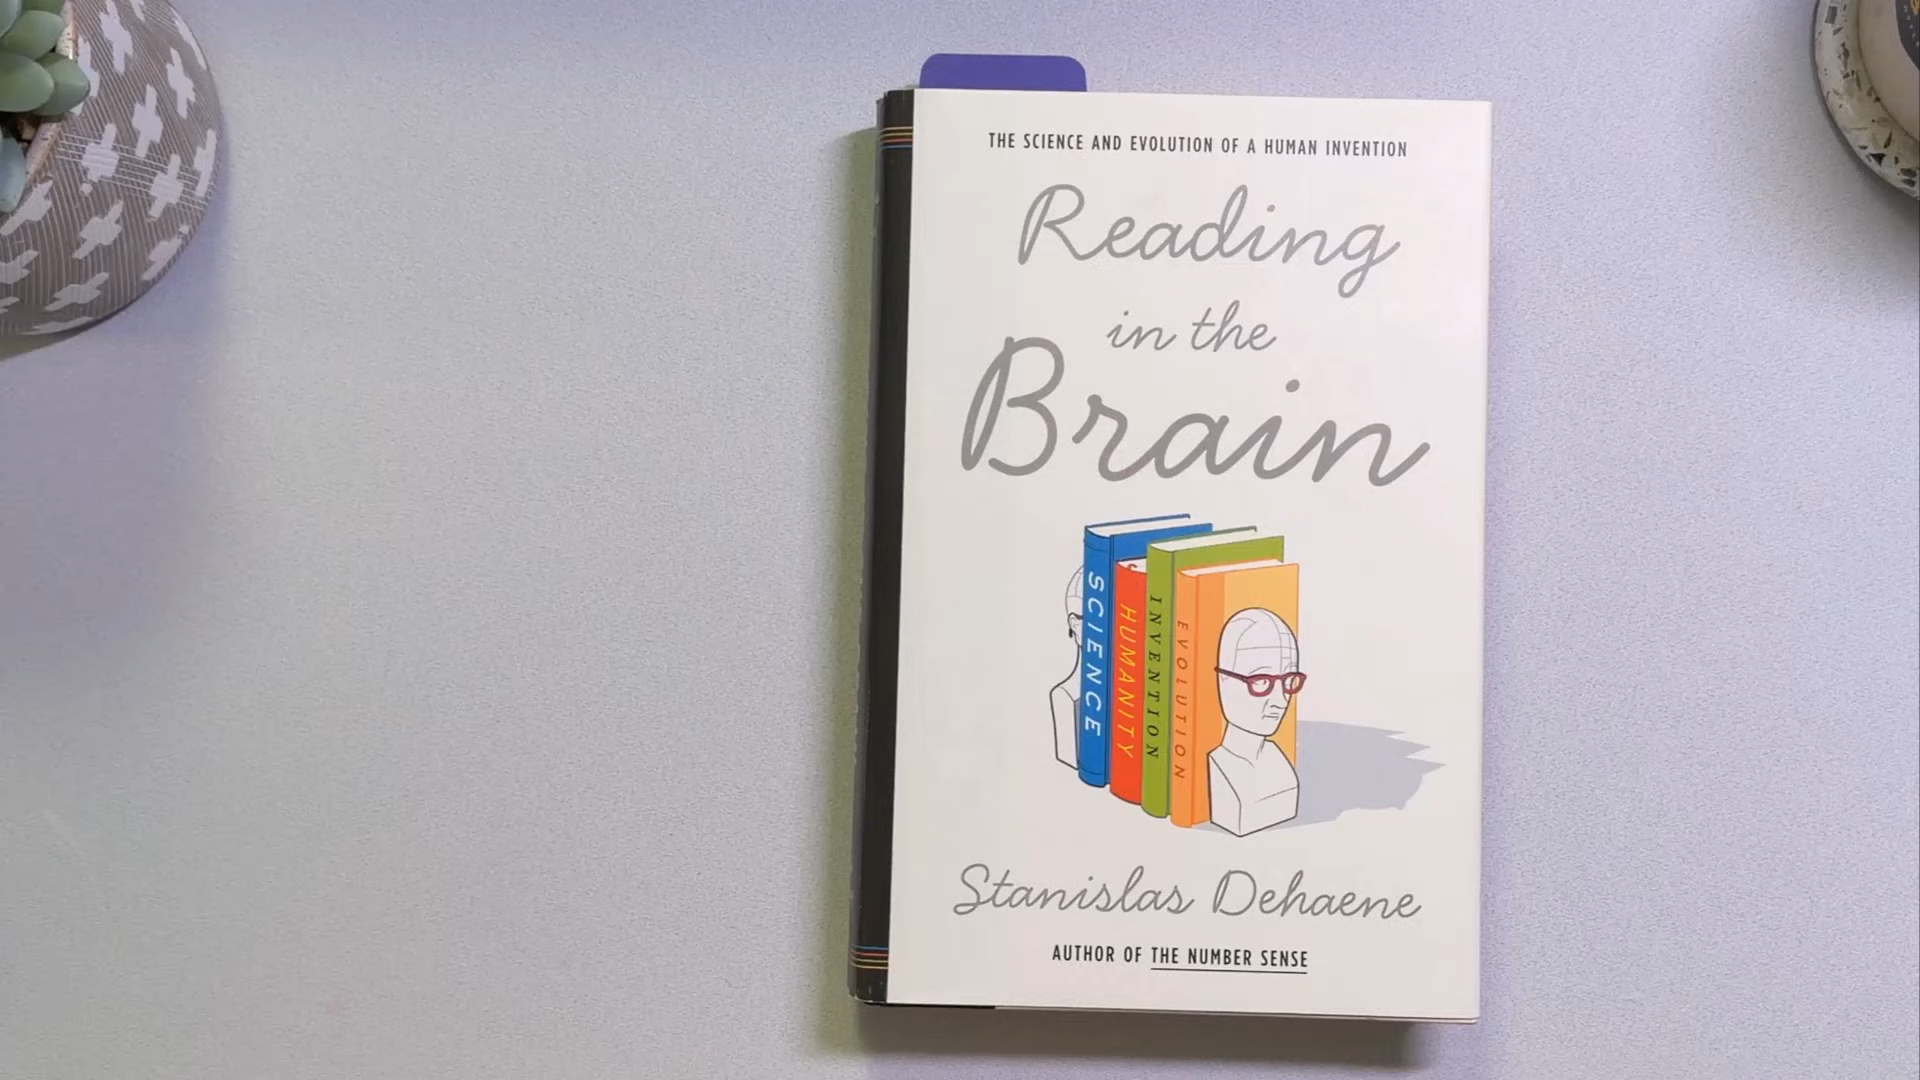 THE SCIENCE AND EVOLUTION OF A HUMAN INVENTION
Reading
in the
Brain
SCIENCE
HUMANITY
INVENTION
EVOLUTION
Stanislas Dehaene
AUTHOR OF THE NUMBER SENSE